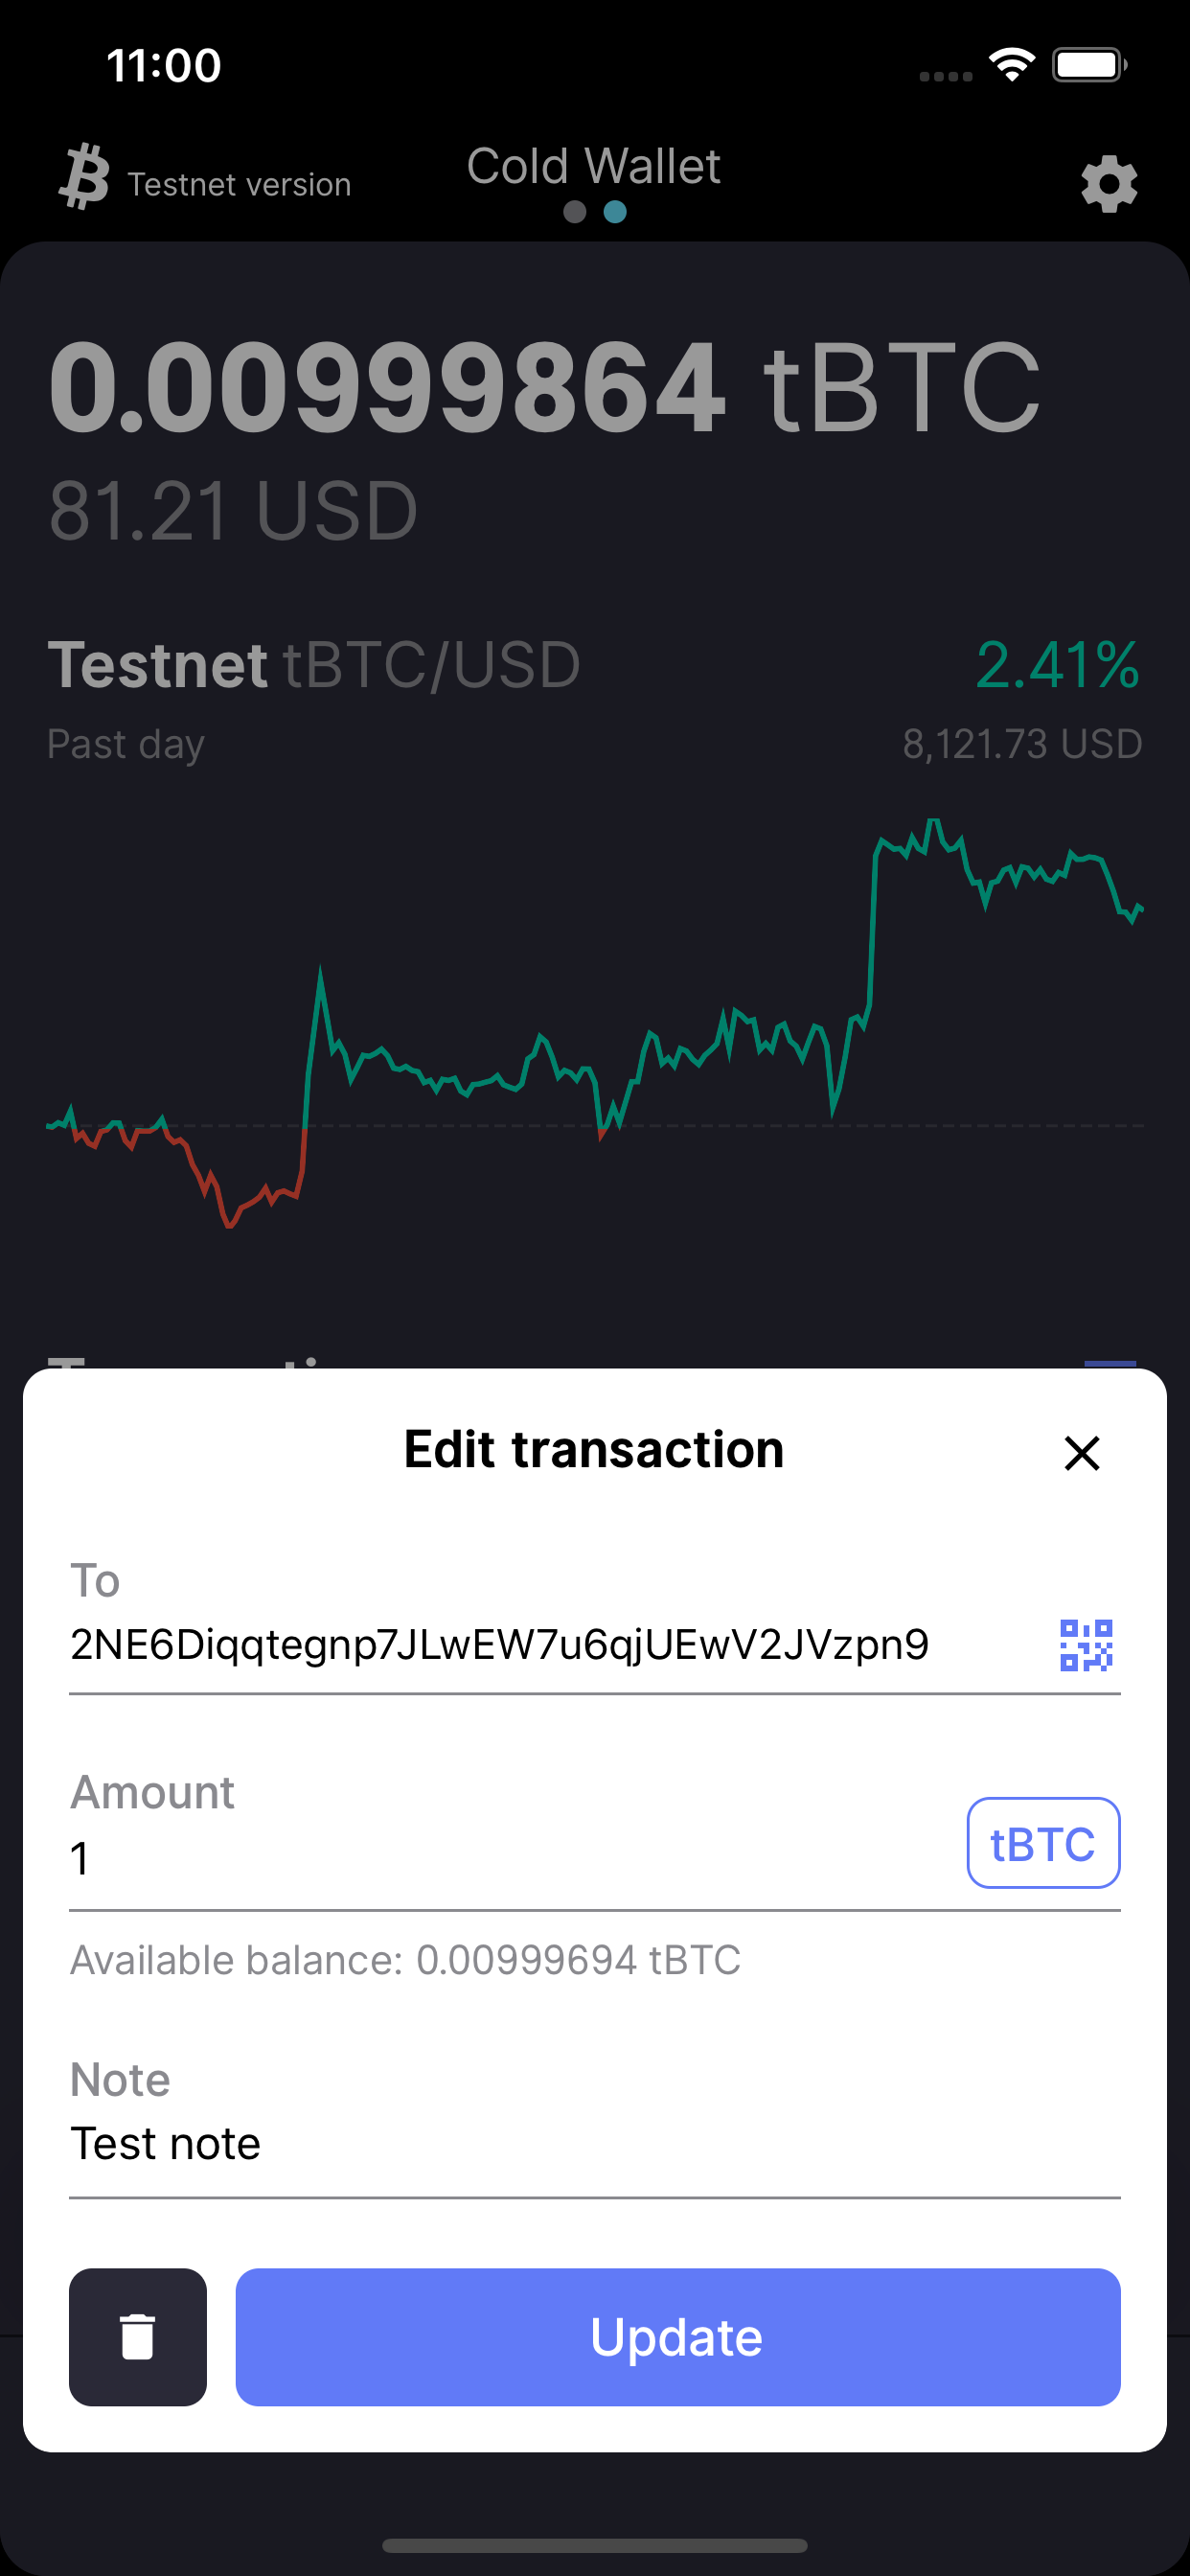 11:00
Testnet version
Cold Wallet
0.00999864 tBTC
81.21 USD
Testnet tBTC/USD
2.41%
Past day
8,121.73 USD
Edit transaction
To
2NE6Diqqtegnp7JLwEW7u6qjUEwV2JVzpn9
Amount
1
tBTC
Available balance: 0.00999694 tBTC
Note
Test note
Update